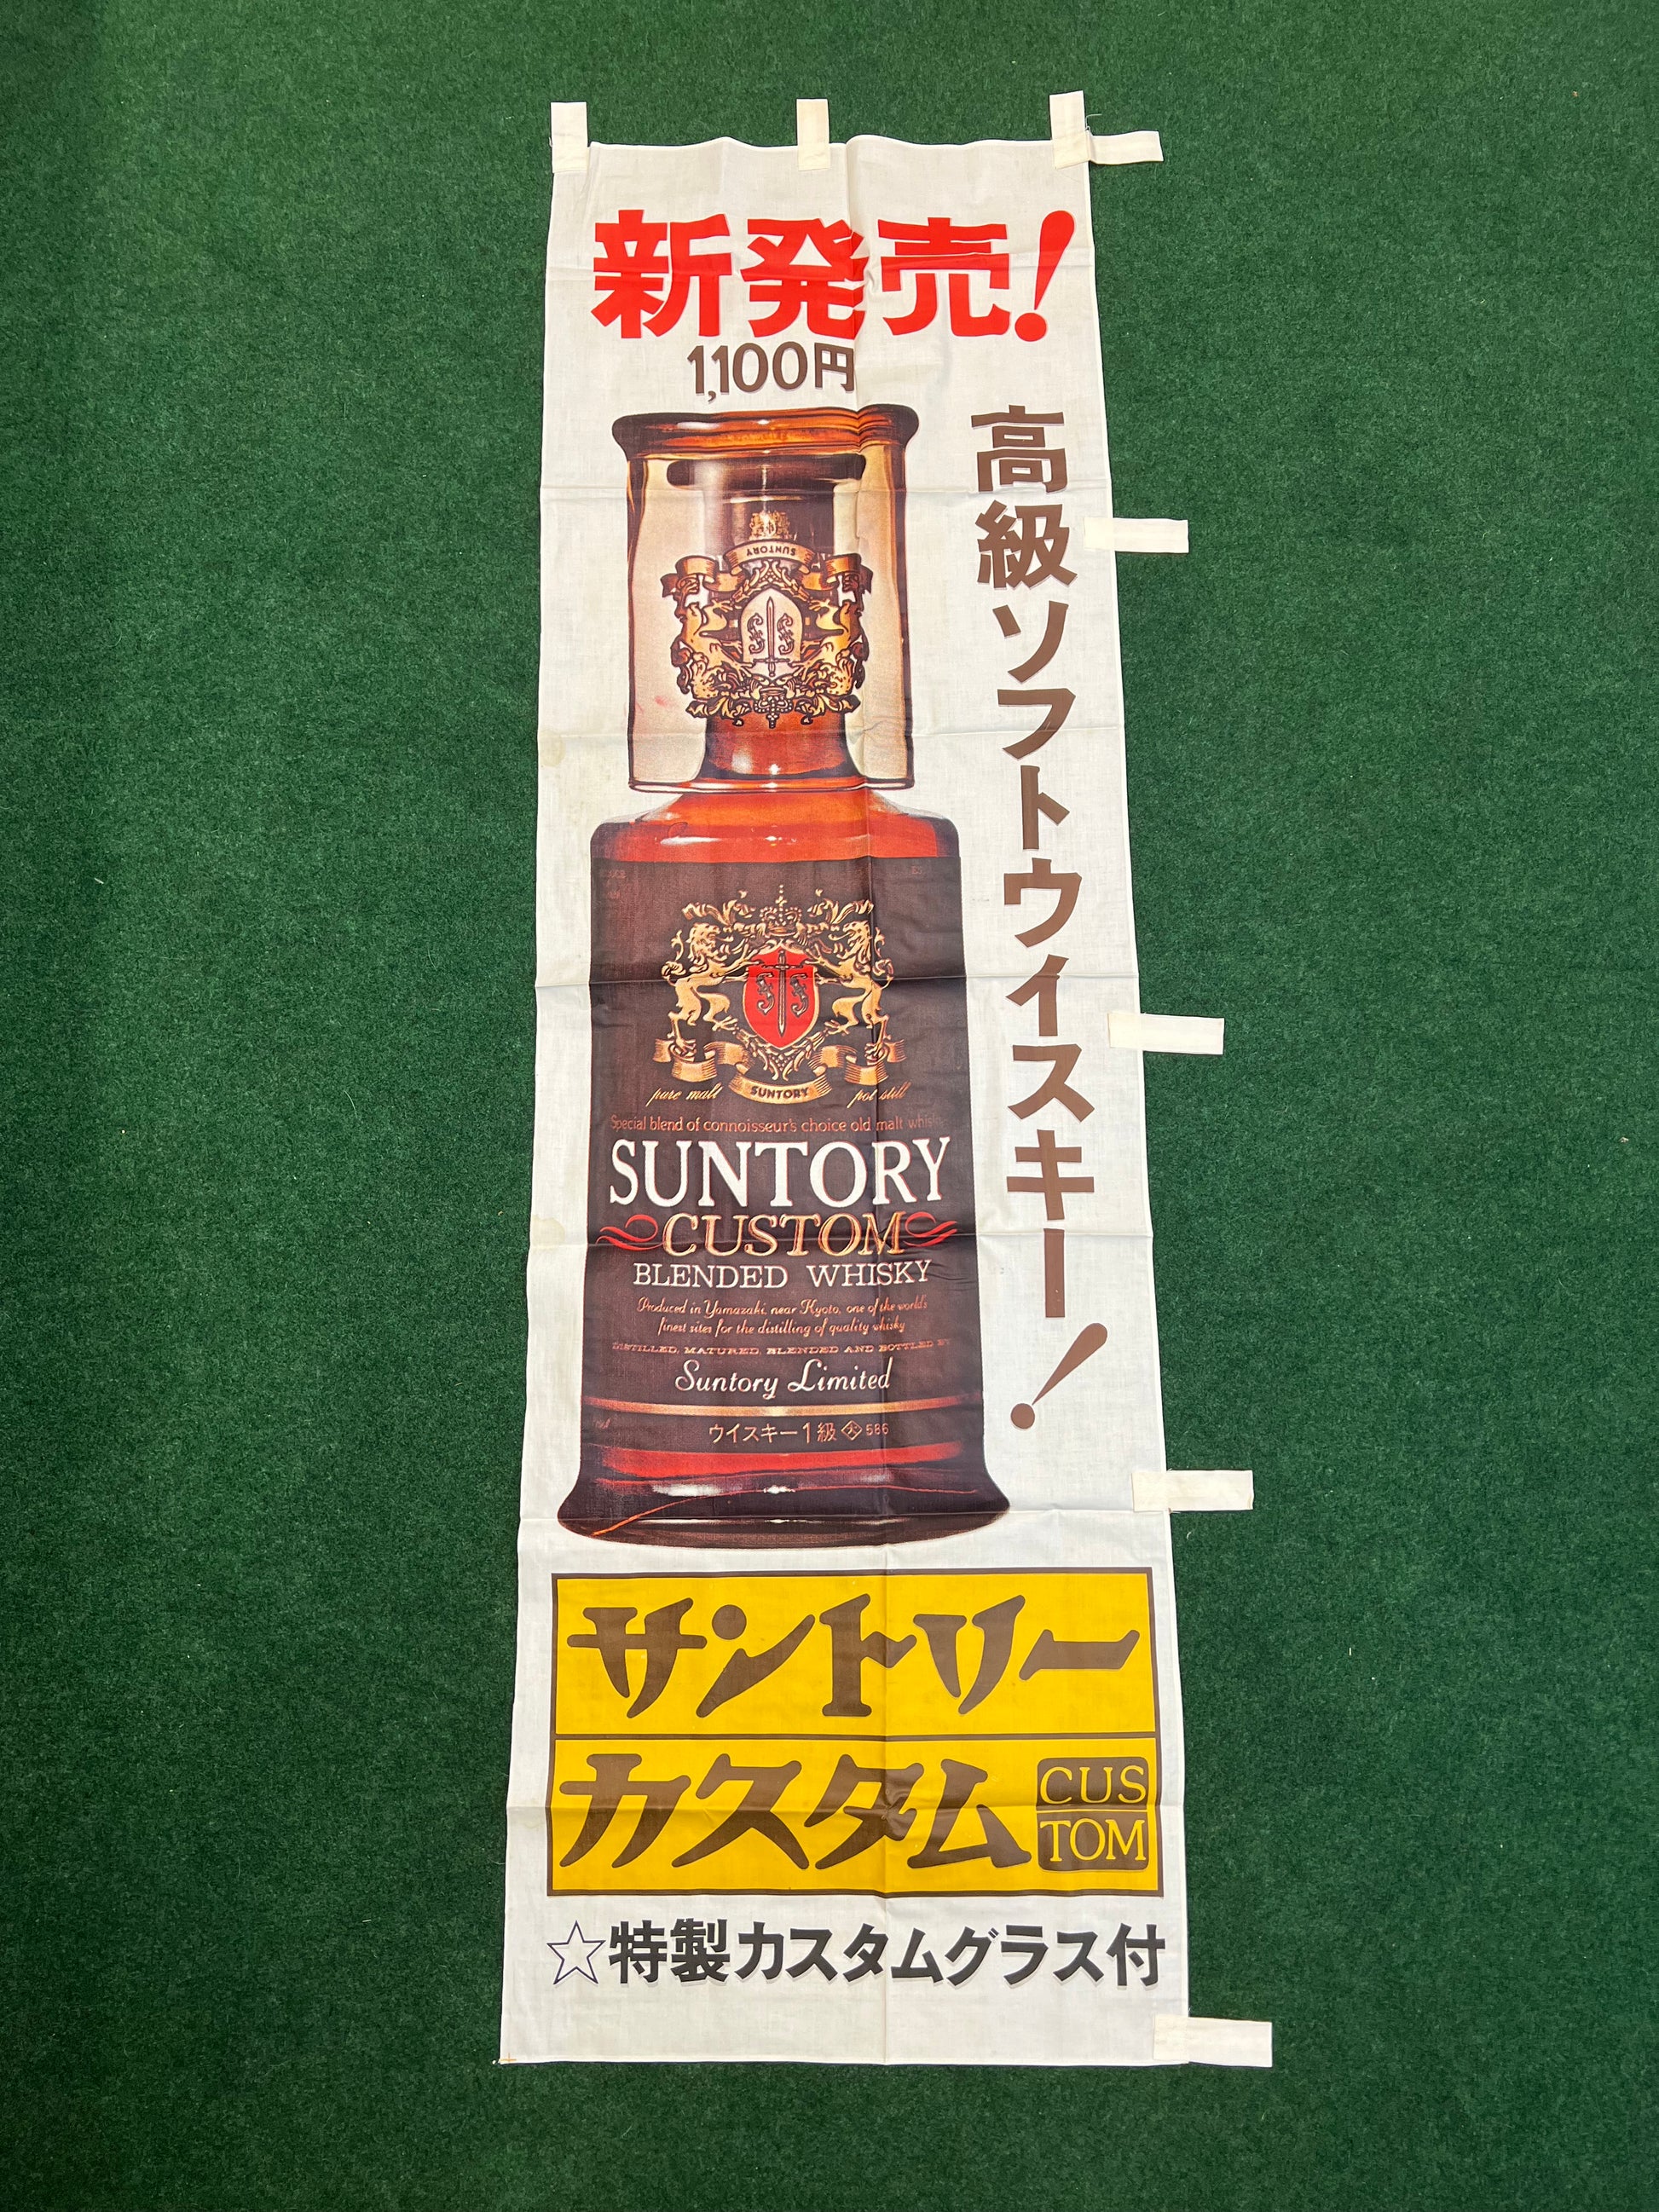 新発売!
1,100円
高級ソフトウイスキー!
SUNTORY
SUNTORY
pure malt
pot still
Special blend of connoisseur's choice old malt whisky
SUNTORY
CUSTOM
BLENDED WHISKY
Produced in Yamazaki, near Kyoto, one of the world's
finest sites for the distilling of quality whisky
DISTILLED, MATURED, BLENDED AND BOTTLED BY
Suntory Limited
ウイスキー1級 586
サントリー
カスタム CUS
TOM
☆特製カスタムグラス付